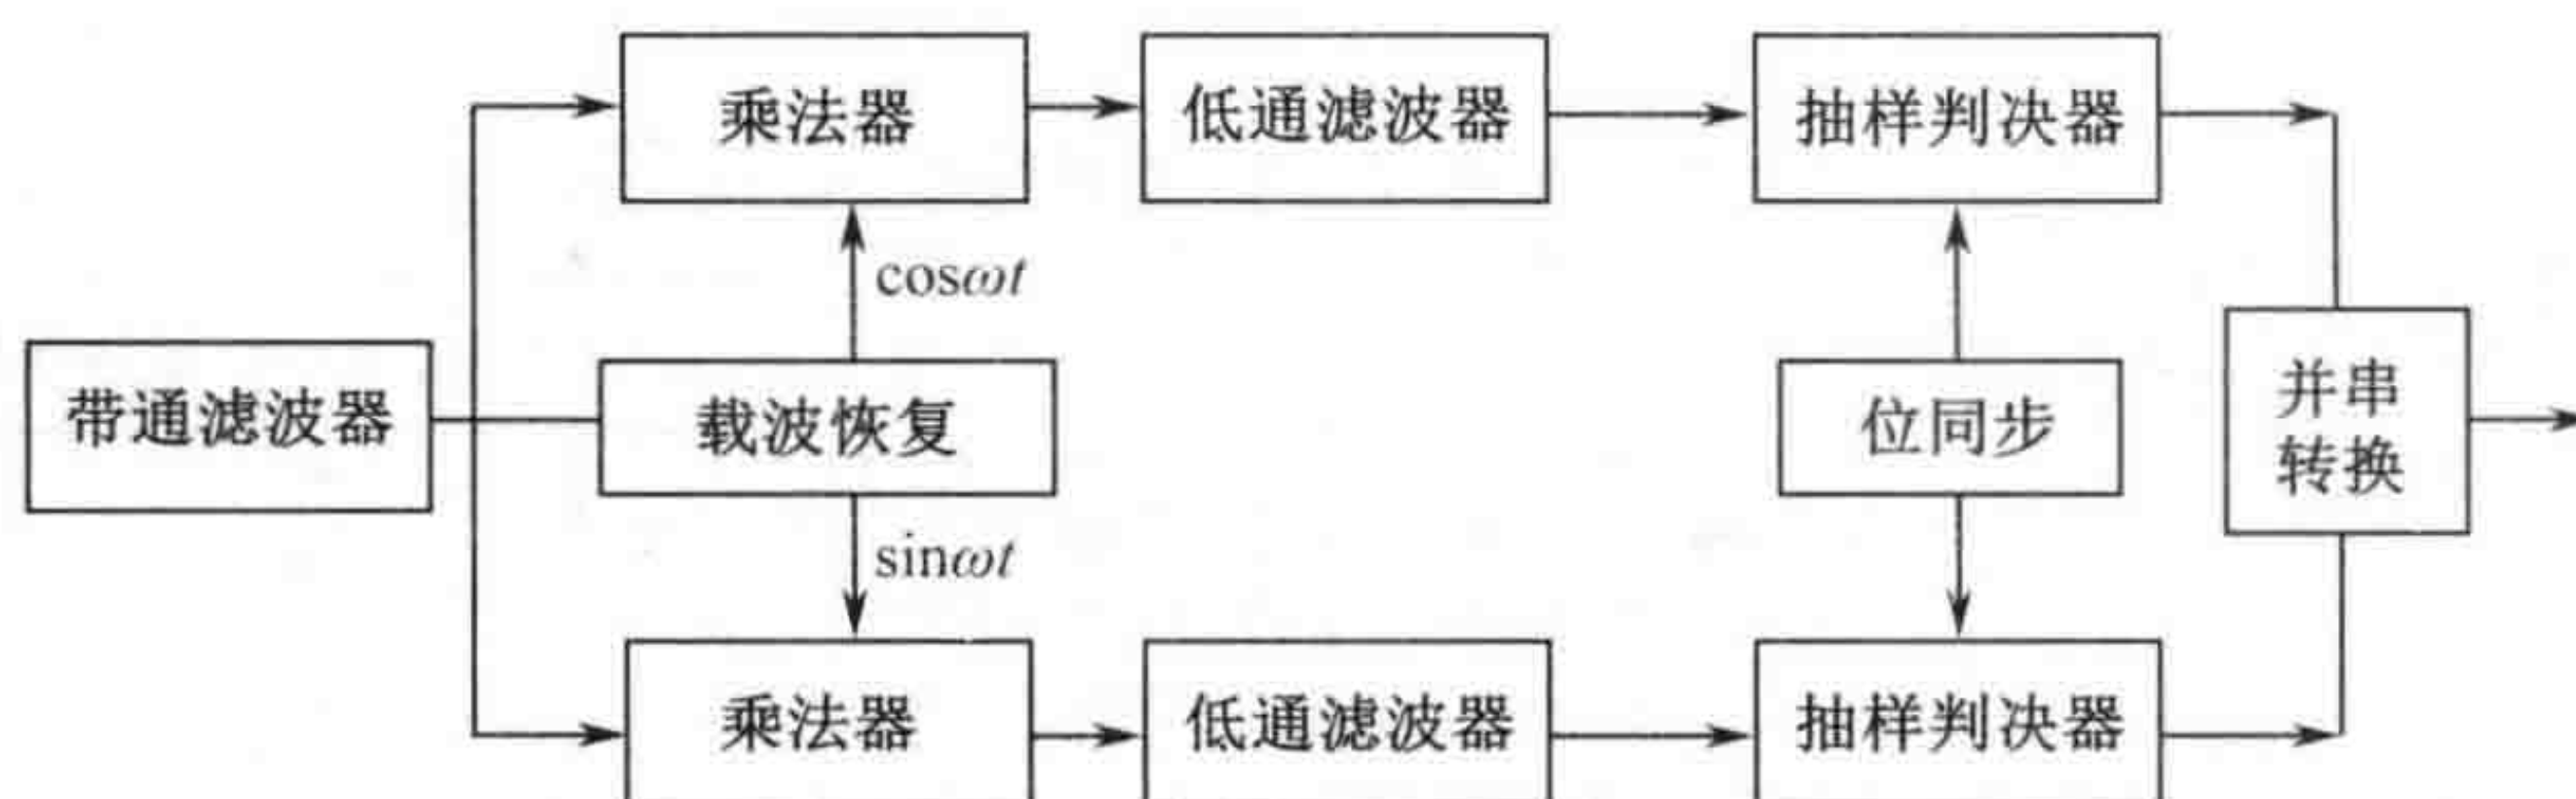 乘法器
低通滤波器
抽样判决器
cosωt
带通滤波器
载波恢复
位同步
并串
转换
sinωt
乘法器
低通滤波器
抽样判决器